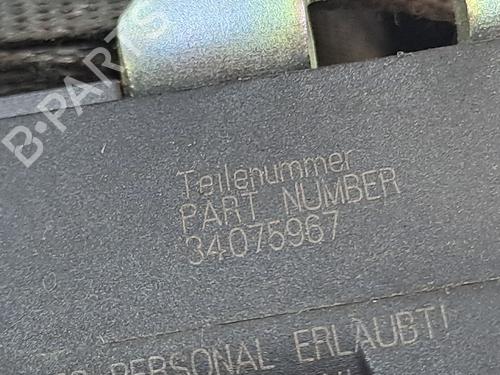 B-PARTS
Teilenummer
PART NUMBER
34075967
PERSONAL ERLAUBT!